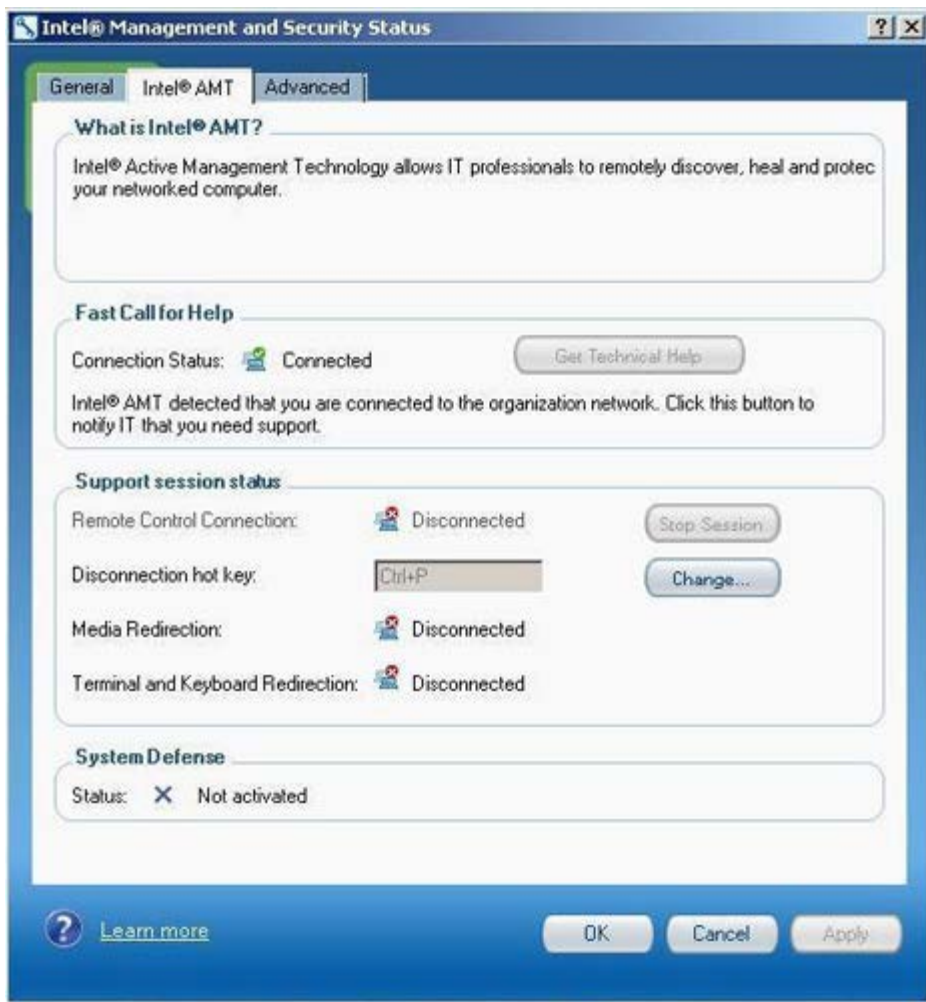 Intel® Management and Security Status
General Intel® AMT Advanced
What is Intel® AMT?
Intel® Active Management Technology allows IT professionals to remotely discover, heal and protec
your networked computer.
Fast Call for Help
Connection Status: Connected Get Technical Help
Intel® AMT detected that you are connected to the organization network. Click this button to
notify IT that you need support.
Support session status
Remote Control Connection: Disconnected Stop Session
Disconnection hot key: Ctrl+P Change...
Media Redirection: Disconnected
Terminal and Keyboard Redirection: Disconnected
System Defense
Status: Not activated
Learn more OK Cancel Apply